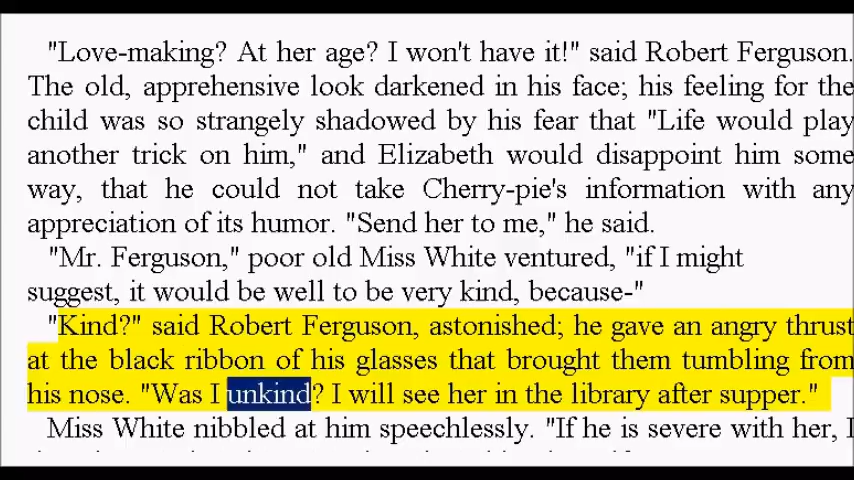 "Love-making? At her age? I won't have it!" said Robert Ferguson.
The old, apprehensive look darkened in his face; his feeling for the
child was so strangely shadowed by his fear that "Life would play
another trick on him," and Elizabeth would disappoint him some
way, that he could not take Cherry-pie's information with any
appreciation of its humor. "Send her to me," he said.
"Mr. Ferguson," poor old Miss White ventured, "if I might
suggest, it would be well to be very kind, because-"
"Kind?" said Robert Ferguson, astonished; he gave an angry thrust
at the black ribbon of his glasses that brought them tumbling from
his nose. "Was I unkind? I will see her in the library after supper."
Miss White nibbled at him speechlessly. "If he is severe with her, I